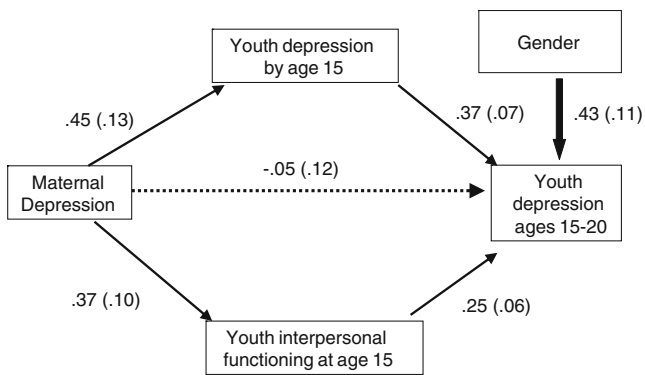 Youth depression
by age 15
Gender
.45 (.13)
.37 (.07)
.43 (.11)
Maternal
Depression
-.05 (.12)
Youth
depression
ages 15-20
.37 (.10)
.25 (.06)
Youth interpersonal
functioning at age 15